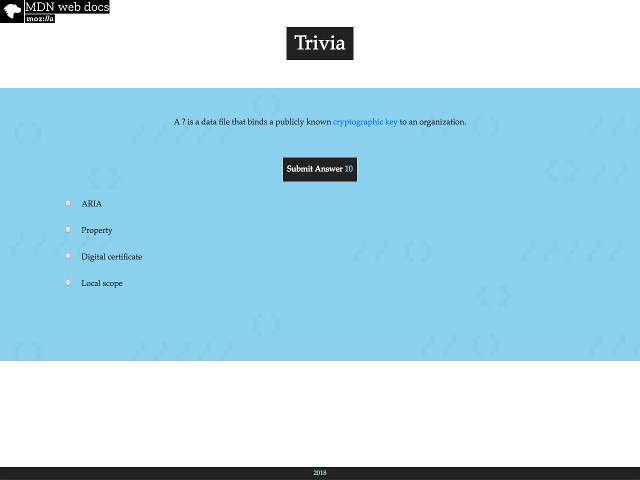 MDN web docs
moz://a
Trivia
A ? is a data file that binds a publicly known cryptographic key to an organization.
Submit Answer 10
ARIA
Property
Digital certificate
Local scope
2018